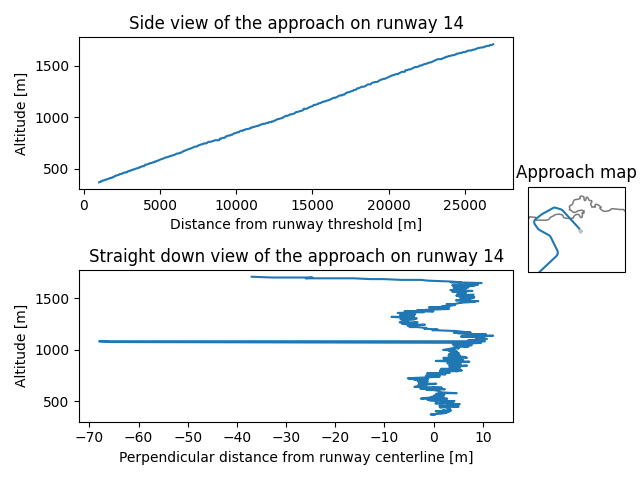 Side view of the approach on runway 14
Altitude [m]
1500
1000
500
0 5000 10000 15000 20000 25000
Distance from runway threshold [m]
Approach map
Straight down view of the approach on runway 14
Altitude [m]
1500
1000
500
−70 −60 −50 −40 −30 −20 −10 0 10
Perpendicular distance from runway centerline [m]